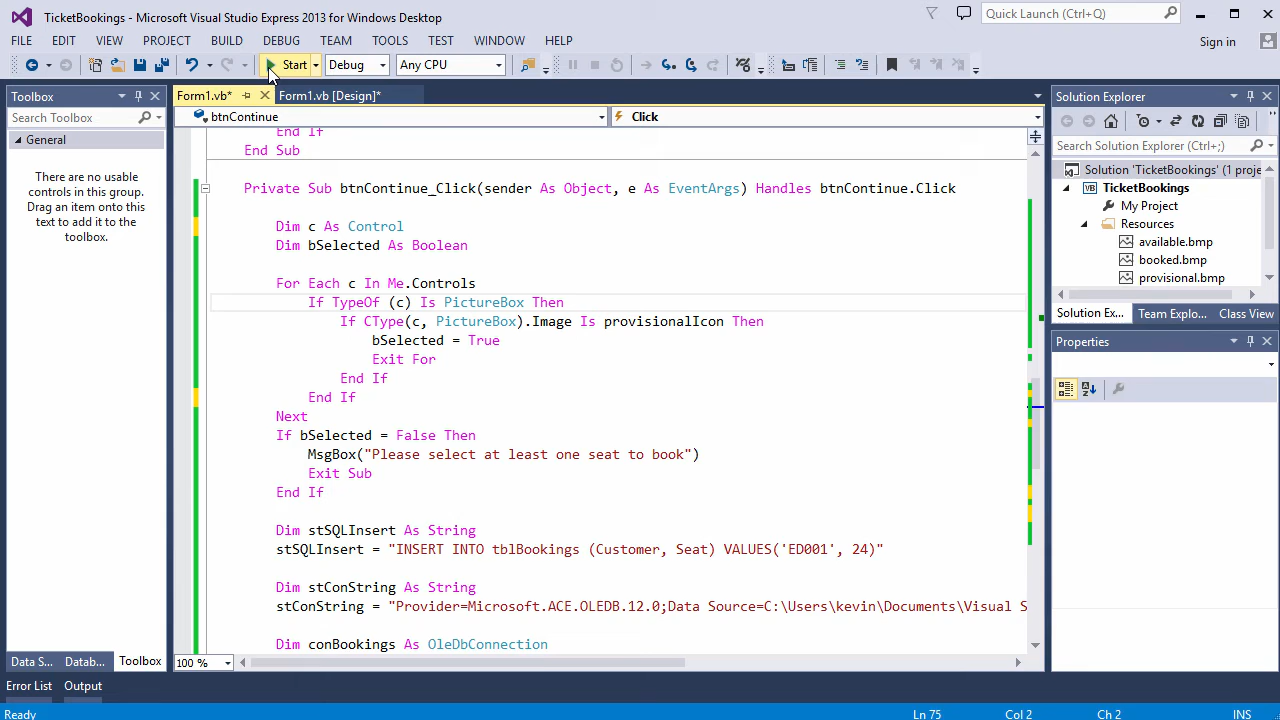 TicketBookings - Microsoft Visual Studio Express 2013 for Windows Desktop
Quick Launch (Ctrl+Q)
FILE EDIT VIEW PROJECT BUILD DEBUG TEAM TOOLS TEST WINDOW HELP
Sign in
Start Debug Any CPU
Toolbox
Search Toolbox
General
There are no usable
controls in this group.
Drag an item onto this
text to add it to the
toolbox.
Data S... Datab... Toolbox
Form1.vb* Form1.vb [Design]*
btnContinue Click
End If
End Sub
Private Sub btnContinue_Click(sender As Object, e As EventArgs) Handles btnContinue.Click
Dim c As Control
Dim bSelected As Boolean
For Each c In Me.Controls
If TypeOf (c) Is PictureBox Then
If CType(c, PictureBox).Image Is provisionalIcon Then
bSelected = True
Exit For
End If
End If
Next
If bSelected = False Then
MsgBox("Please select at least one seat to book")
Exit Sub
End If
Dim stSQLInsert As String
stSQLInsert = "INSERT INTO tblBookings (Customer, Seat) VALUES('ED001', 24)"
Dim stConString As String
stConString = "Provider=Microsoft.ACE.OLEDB.12.0;Data Source=C:\Users\kevin\Documents\Visual S
Dim conBookings As OleDbConnection
100 %
Solution Explorer
Search Solution Explorer (Ctrl+;)
Solution 'TicketBookings' (1 proje
VB TicketBookings
My Project
Resources
available.bmp
booked.bmp
provisional.bmp
Solution Ex... Team Explo... Class View
Properties
Error List Output
Ready Ln 75 Col 2 Ch 2 INS